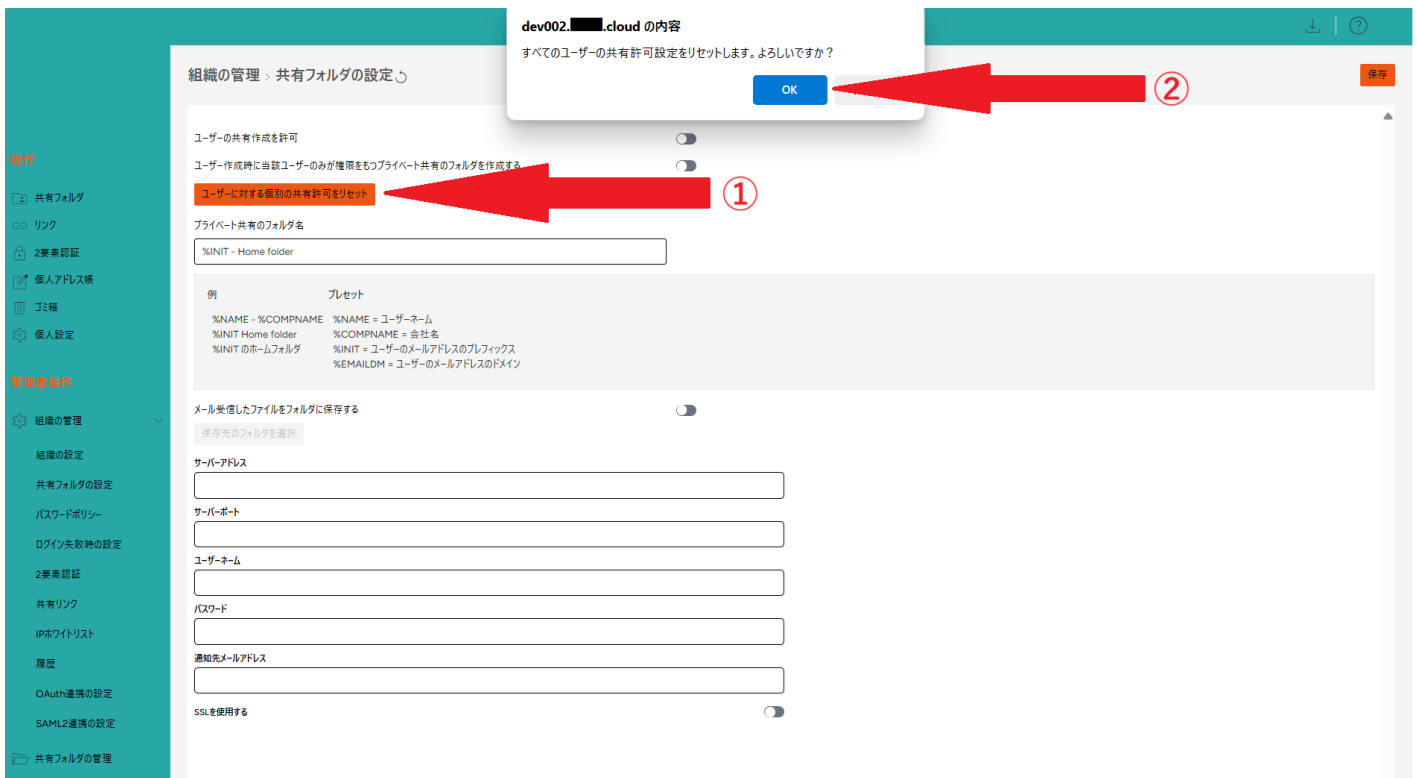 dev002. .cloud の内容
すべてのユーザーの共有許可設定をリセットします。よろしいですか？
OK
②
組織の管理 › 共有フォルダの設定
保存
操作
共有フォルダ
リンク
2要素認証
個人アドレス帳
ゴミ箱
個人設定
管理者操作
組織の管理
組織の設定
共有フォルダの設定
パスワードポリシー
ログイン失敗時の設定
2要素認証
共有リンク
IPホワイトリスト
履歴
OAuth連携の設定
SAML2連携の設定
共有フォルダの管理
ユーザーの共有作成を許可
ユーザー作成時に当該ユーザーのみが権限をもつプライベート共有のフォルダを作成する
ユーザーに対する個別の共有許可をリセット
①
プライベート共有のフォルダ名
%INIT - Home folder
例 プレセット
%NAME - %COMPNAME %NAME = ユーザーネーム
%INIT Home folder %COMPNAME = 会社名
%INIT のホームフォルダ %INIT = ユーザーのメールアドレスのプレフィックス
%EMAILDM = ユーザーのメールアドレスのドメイン
メール受信したファイルをフォルダに保存する
保存先のフォルダを選択
サーバーアドレス
サーバーポート
ユーザーネーム
パスワード
通知先メールアドレス
SSLを使用する